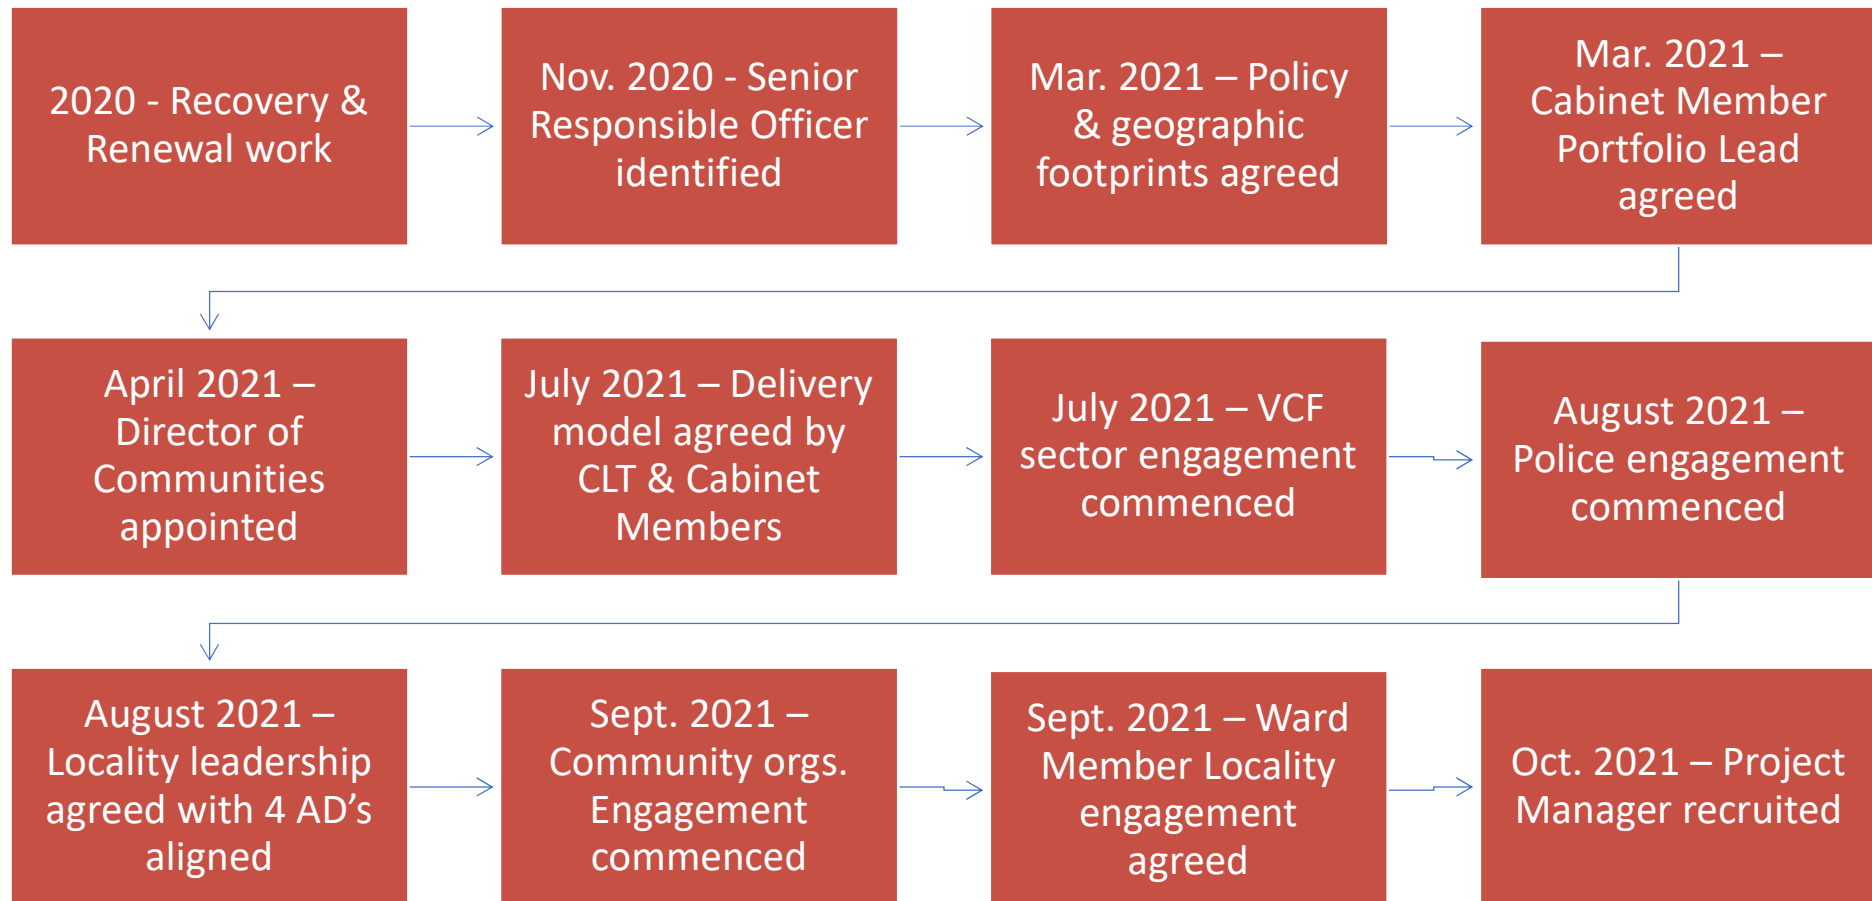 2020 - Recovery &
Renewal work
Nov. 2020 - Senior
Responsible Officer
identified
Mar. 2021 – Policy
& geographic
footprints agreed
Mar. 2021 –
Cabinet Member
Portfolio Lead
agreed
April 2021 –
Director of
Communities
appointed
July 2021 – Delivery
model agreed by
CLT & Cabinet
Members
July 2021 – VCF
sector engagement
commenced
August 2021 –
Police engagement
commenced
August 2021 –
Locality leadership
agreed with 4 AD’s
aligned
Sept. 2021 –
Community orgs.
Engagement
commenced
Sept. 2021 – Ward
Member Locality
engagement
agreed
Oct. 2021 – Project
Manager recruited